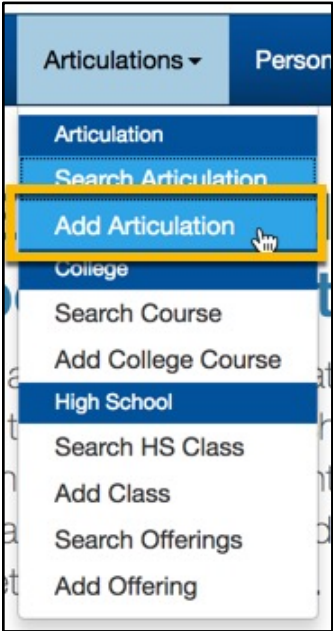 Articulations Person
Articulation
Search Articulation
Add Articulation
College
Search Course
Add College Course
High School
Search HS Class
Add Class
Search Offerings
Add Offering